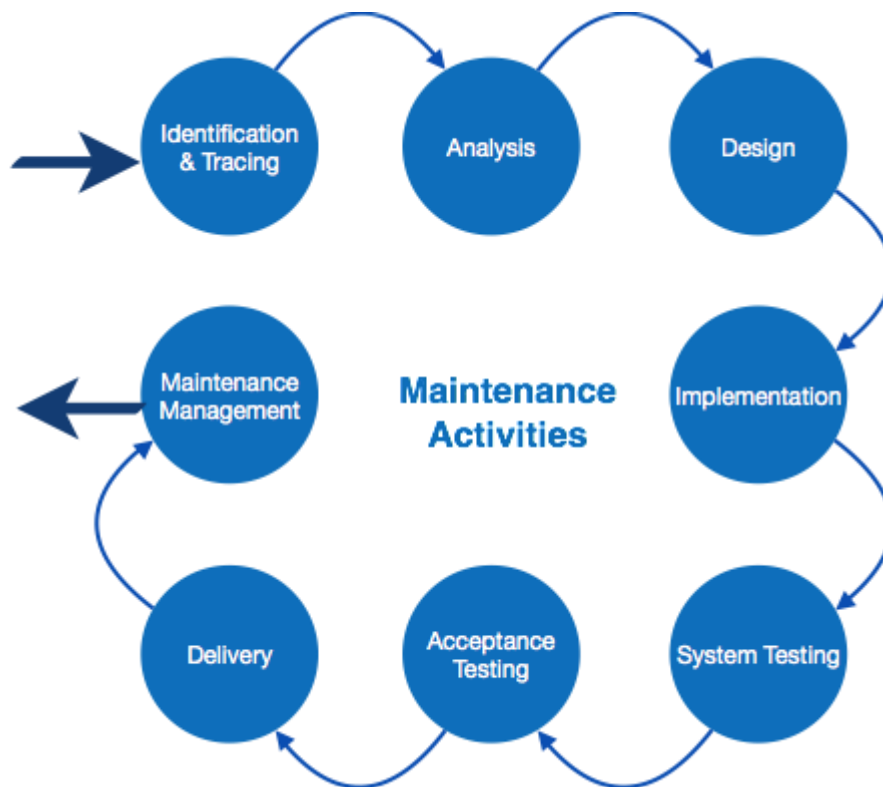 Identification
& Tracing
Analysis
Design
Maintenance
Management
Maintenance
Activities
Implementation
Delivery
Acceptance
Testing
System Testing